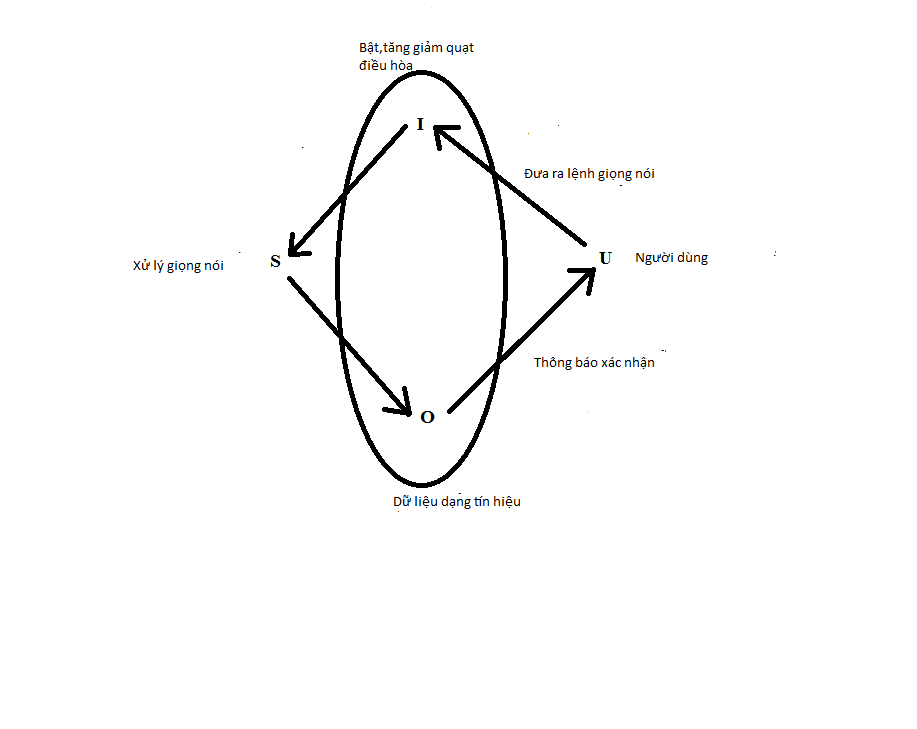 Bật,tăng giảm quạt
điều hòa
I
Đưa ra lệnh giọng nói
Xử lý giọng nói
S
U
Người dùng
Thông báo xác nhận
O
Dữ liệu dạng tín hiệu